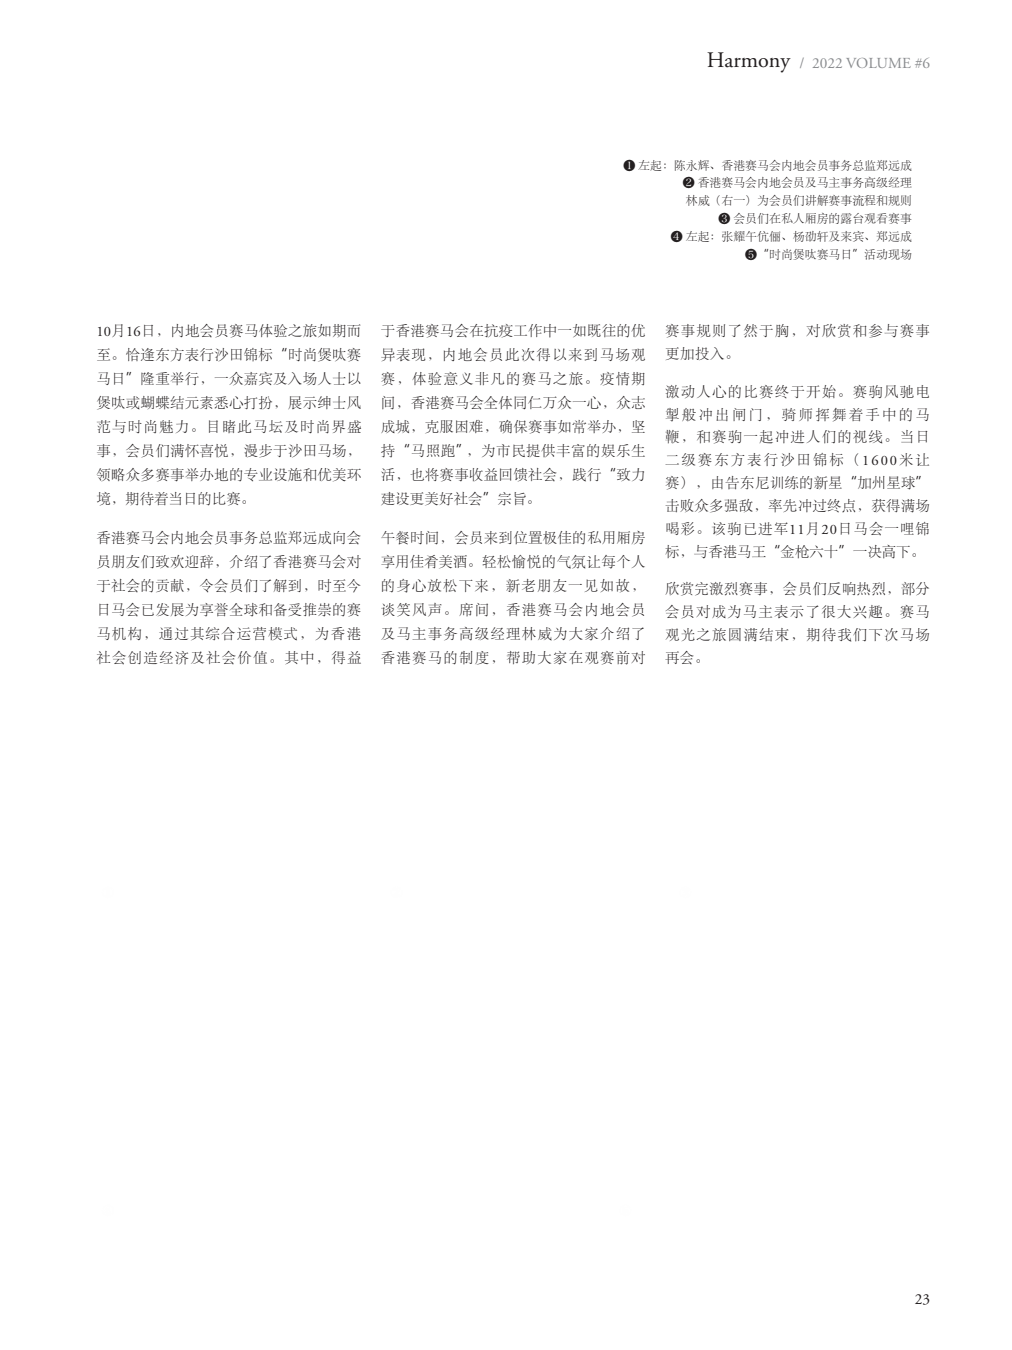 Harmony / 2022 VOLUME #6
❶ 左起：陈永辉、香港赛马会内地会员事务总监郑远成
❷ 香港赛马会内地会员及马主事务高级经理
林威（右一）为会员们讲解赛事流程和规则
❸ 会员们在私人厢房的露台观看赛事
❹ 左起：张耀午伉俪、杨劭轩及来宾、郑远成
❺ “时尚煲呔赛马日”活动现场
10月16日，内地会员赛马体验之旅如期而
至。恰逢东方表行沙田锦标“时尚煲呔赛
马日”隆重举行，一众嘉宾及入场人士以
煲呔或蝴蝶结元素悉心打扮，展示绅士风
范与时尚魅力。目睹此马坛及时尚界盛
事，会员们满怀喜悦，漫步于沙田马场，
领略众多赛事举办地的专业设施和优美环
境，期待着当日的比赛。
香港赛马会内地会员事务总监郑远成向会
员朋友们致欢迎辞，介绍了香港赛马会对
于社会的贡献，令会员们了解到，时至今
日马会已发展为享誉全球和备受推崇的赛
马机构，通过其综合运营模式，为香港
社会创造经济及社会价值。其中，得益
于香港赛马会在抗疫工作中一如既往的优
异表现，内地会员此次得以来到马场观
赛，体验意义非凡的赛马之旅。疫情期
间，香港赛马会全体同仁万众一心，众志
成城，克服困难，确保赛事如常举办，坚
持“马照跑”，为市民提供丰富的娱乐生
活，也将赛事收益回馈社会，践行“致力
建设更美好社会”宗旨。
午餐时间，会员来到位置极佳的私用厢房
享用佳肴美酒。轻松愉悦的气氛让每个人
的身心放松下来，新老朋友一见如故，
谈笑风声。席间，香港赛马会内地会员
及马主事务高级经理林威为大家介绍了
香港赛马的制度，帮助大家在观赛前对
赛事规则了然于胸，对欣赏和参与赛事
更加投入。
激动人心的比赛终于开始。赛驹风驰电
掣般冲出闸门，骑师挥舞着手中的马
鞭，和赛驹一起冲进人们的视线。当日
二级赛东方表行沙田锦标（1600米让
赛），由告东尼训练的新星“加州星球”
击败众多强敌，率先冲过终点，获得满场
喝彩。该驹已进军11月20日马会一哩锦
标，与香港马王“金枪六十”一决高下。
欣赏完激烈赛事，会员们反响热烈，部分
会员对成为马主表示了很大兴趣。赛马
观光之旅圆满结束，期待我们下次马场
再会。
23